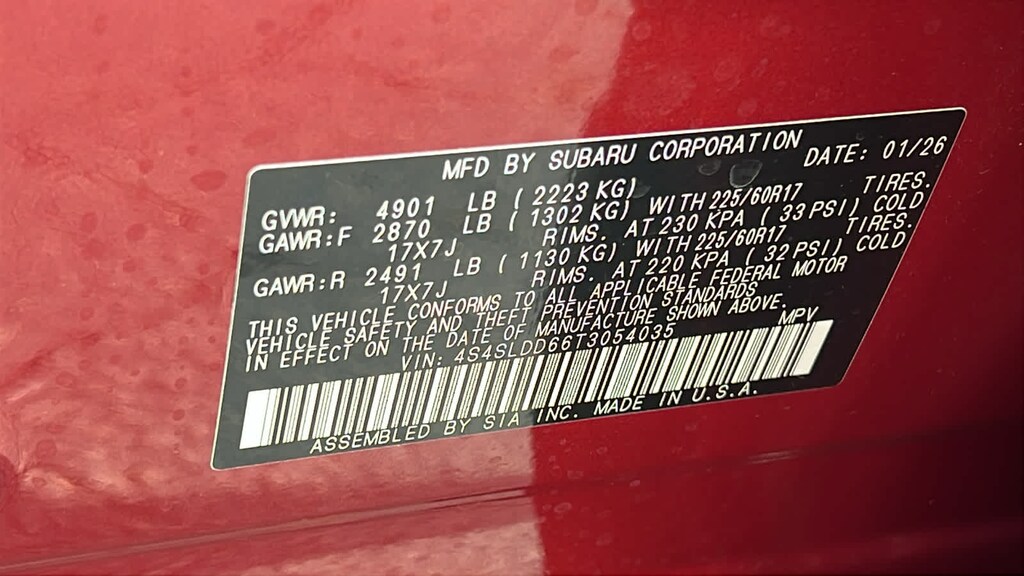 MFD BY SUBARU CORPORATION DATE: 01/26
GVWR: 4901 LB ( 2223 KG)
GAWR:F 2870 LB ( 1302 KG) WITH 225/60R17 TIRES.
17X7J RIMS. AT 230 KPA ( 33 PSI) COLD
GAWR:R 2491 LB ( 1130 KG) WITH 225/60R17 TIRES.
17X7J RIMS. AT 220 KPA ( 32 PSI) COLD
THIS VEHICLE CONFORMS TO ALL APPLICABLE FEDERAL MOTOR
VEHICLE SAFETY AND THEFT PREVENTION STANDARDS
IN EFFECT ON THE DATE OF MANUFACTURE SHOWN ABOVE.
VIN: 4S4SLDD66T3054035 MPV
ASSEMBLED BY SIA INC. MADE IN U.S.A.